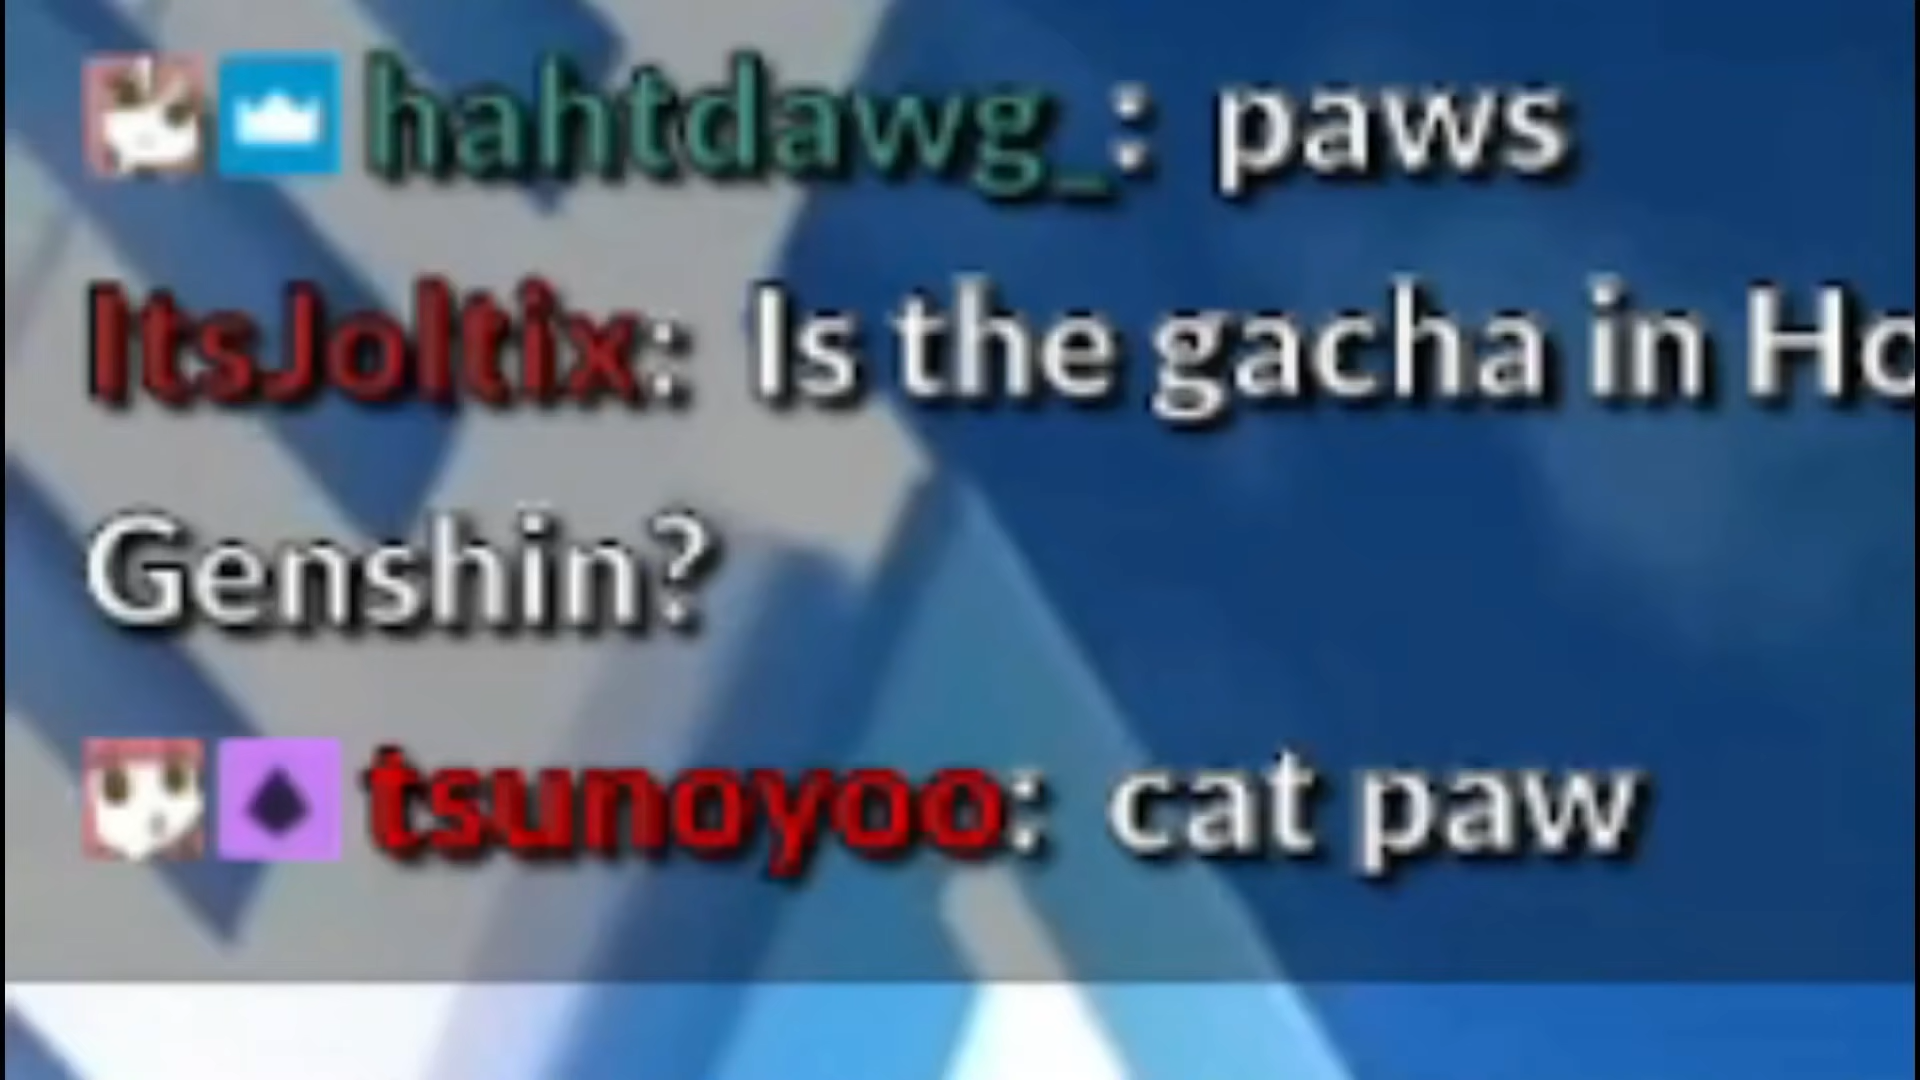 hahtdawg_: paws
ItsJoltix: Is the gacha in Ho
Genshin?
tsunoyoo: cat paw